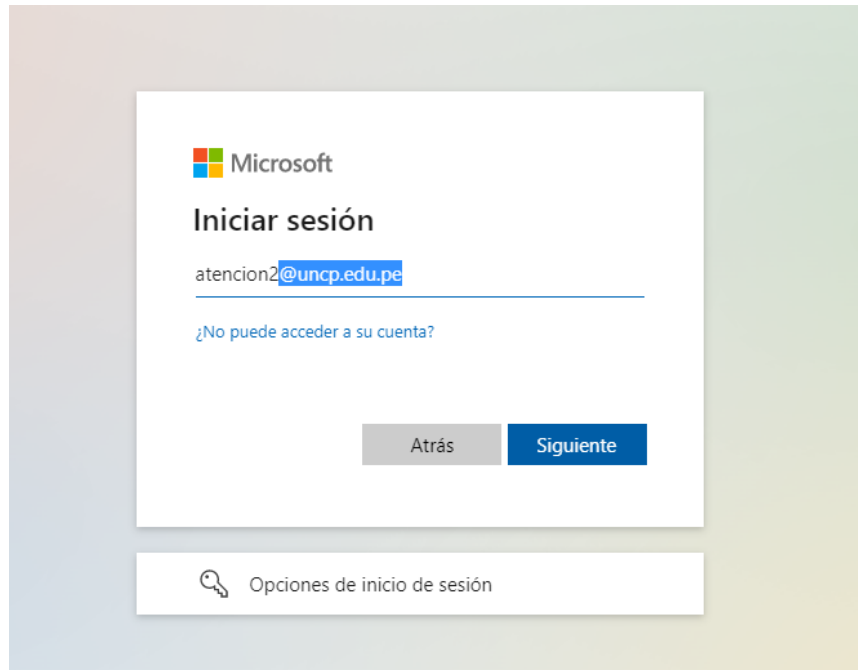 Microsoft
Iniciar sesión
atencion2@uncp.edu.pe
¿No puede acceder a su cuenta?
Atrás Siguiente
Opciones de inicio de sesión